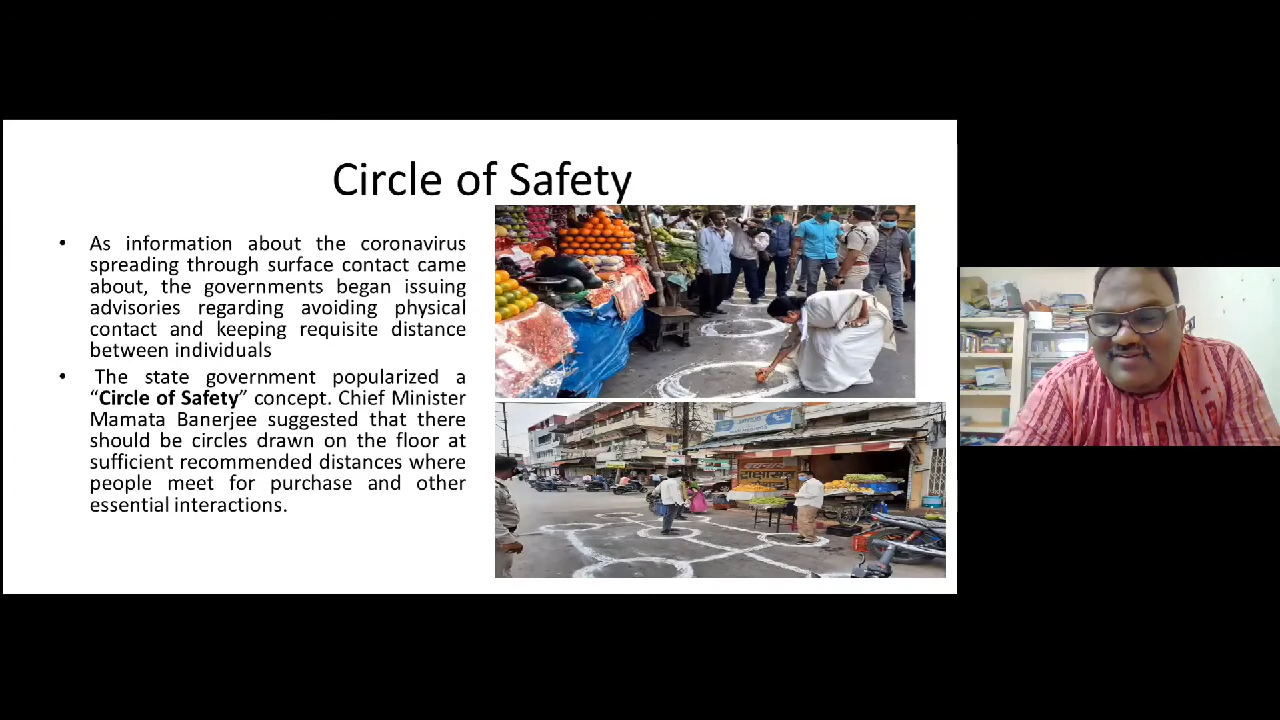 Circle of Safety
• As information about the coronavirus
spreading through surface contact came
about, the governments began issuing
advisories regarding avoiding physical
contact and keeping requisite distance
between individuals
• The state government popularized a
“Circle of Safety” concept. Chief Minister
Mamata Banerjee suggested that there
should be circles drawn on the floor at
sufficient recommended distances where
people meet for purchase and other
essential interactions.